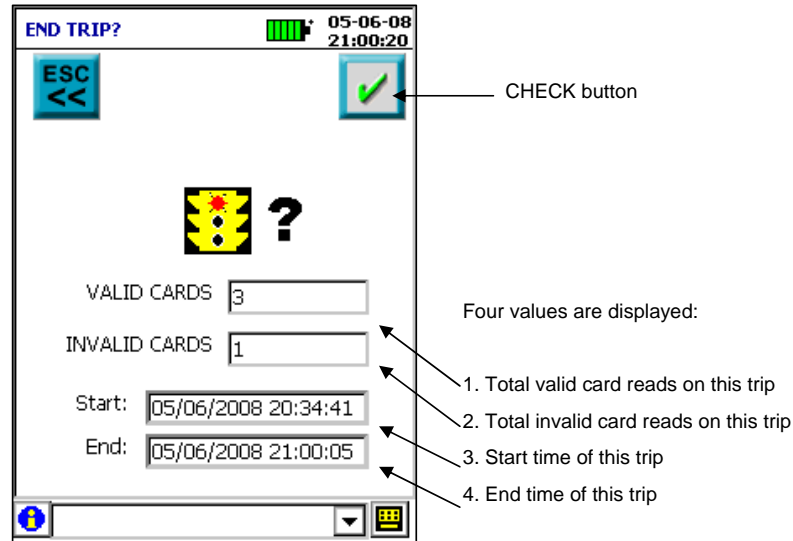 END TRIP?
05-06-08
21:00:20
ESC
<<
CHECK button
?
VALID CARDS 3
INVALID CARDS 1
Start: 05/06/2008 20:34:41
End: 05/06/2008 21:00:05
Four values are displayed:
1. Total valid card reads on this trip
2. Total invalid card reads on this trip
3. Start time of this trip
4. End time of this trip